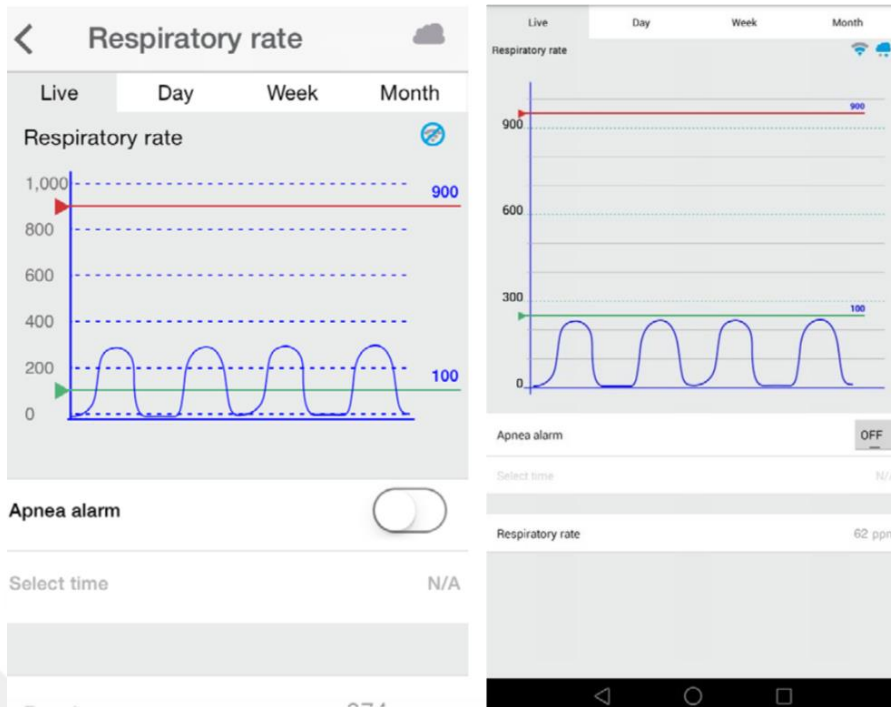 Respiratory rate
Live Day Week Month
Respiratory rate
1,000
900
800
600
400
200
100
0
Apnea alarm
Select time N/A
Live Day Week Month
Respiratory rate
900
900
600
300
100
0
Apnea alarm OFF
Select time N/
Respiratory rate 62 ppm